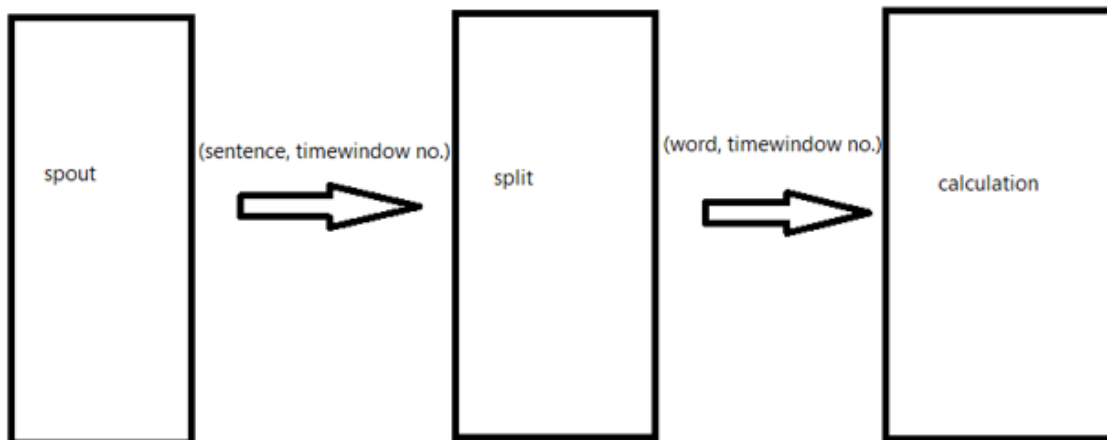 spout
(sentence, timewindow no.)
split
(word, timewindow no.)
calculation